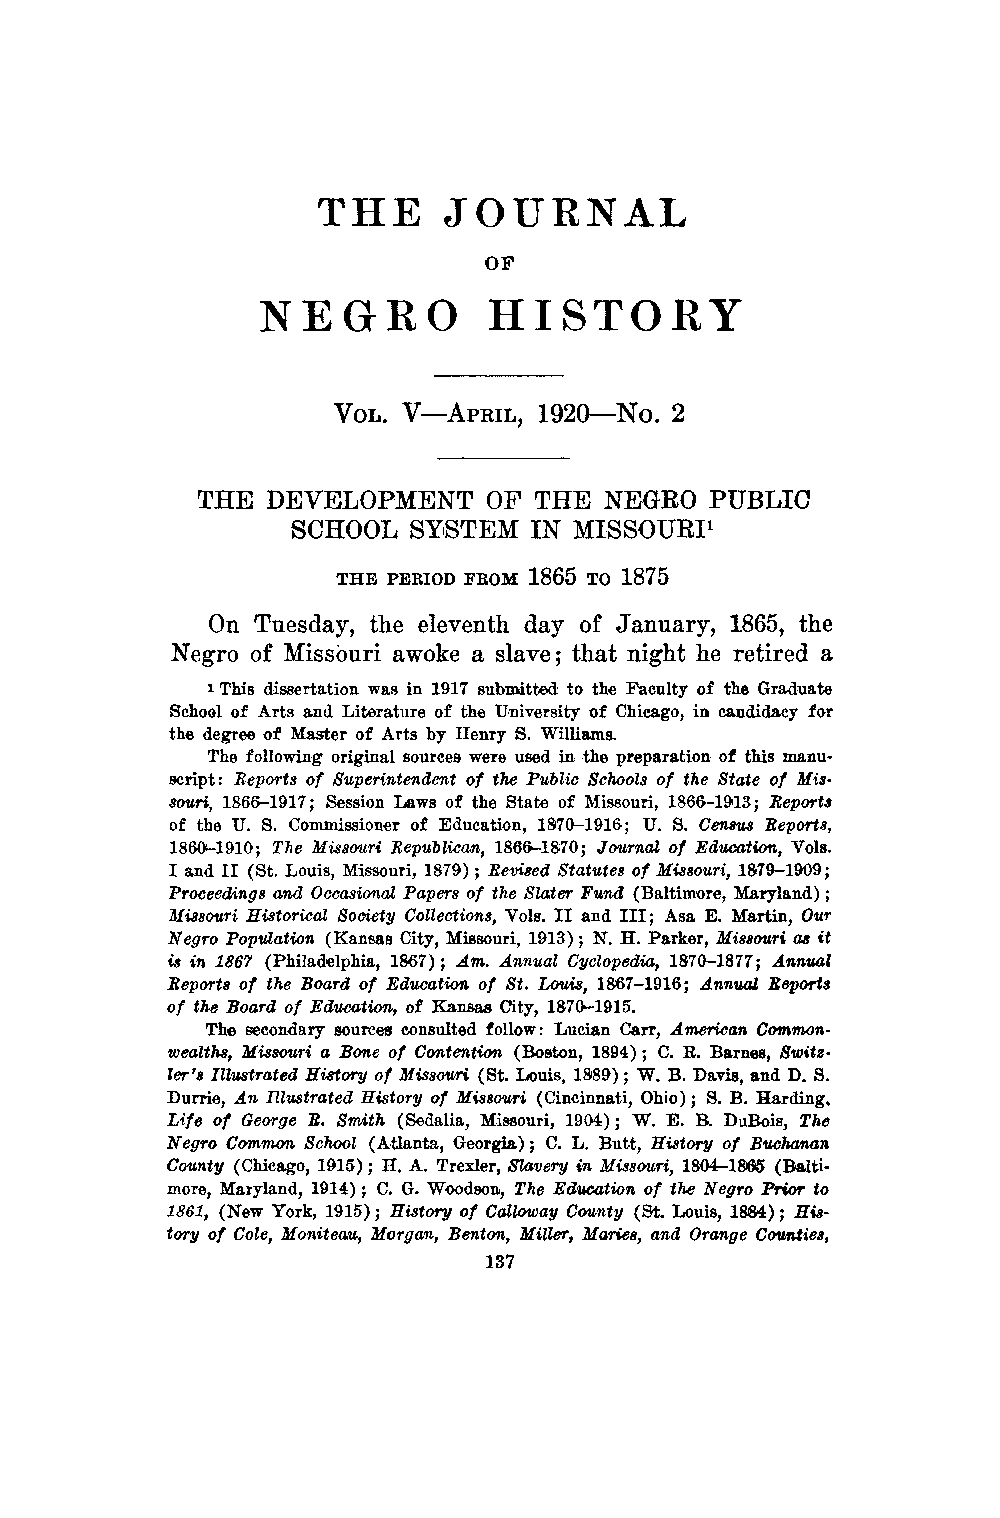 THE JOURNAL
OF
NEGRO HISTORY
VOL. V—APRIL, 1920—NO. 2
THE DEVELOPMENT OF THE NEGRO PUBLIC
SCHOOL SYSTEM IN MISSOURI¹
THE PERIOD FROM 1865 TO 1875
On Tuesday, the eleventh day of January, 1865, the
Negro of Missouri awoke a slave; that night he retired a
¹ This dissertation was in 1917 submitted to the Faculty of the Graduate
School of Arts and Literature of the University of Chicago, in candidacy for
the degree of Master of Arts by Henry S. Williams.
The following original sources were used in the preparation of this manu-
script: Reports of Superintendent of the Public Schools of the State of Mis-
souri, 1866–1917; Session Laws of the State of Missouri, 1866–1913; Reports
of the U. S. Commissioner of Education, 1870–1916; U. S. Census Reports,
1860–1910; The Missouri Republican, 1866–1870; Journal of Education, Vols.
I and II (St. Louis, Missouri, 1879); Revised Statutes of Missouri, 1879–1909;
Proceedings and Occasional Papers of the Slater Fund (Baltimore, Maryland);
Missouri Historical Society Collections, Vols. II and III; Asa E. Martin, Our
Negro Population (Kansas City, Missouri, 1913); N. H. Parker, Missouri as it
is in 1867 (Philadelphia, 1867); Am. Annual Cyclopedia, 1870–1877; Annual
Reports of the Board of Education of St. Louis, 1867–1916; Annual Reports
of the Board of Education, of Kansas City, 1870–1915.
The secondary sources consulted follow: Lucian Carr, American Common-
wealths, Missouri a Bone of Contention (Boston, 1894); C. R. Barnes, Switz-
ler's Illustrated History of Missouri (St. Louis, 1889); W. B. Davis, and D. S.
Durrie, An Illustrated History of Missouri (Cincinnati, Ohio); S. B. Harding,
Life of George R. Smith (Sedalia, Missouri, 1904); W. E. B. DuBois, The
Negro Common School (Atlanta, Georgia); C. L. Butt, History of Buchanan
County (Chicago, 1915); H. A. Trexler, Slavery in Missouri, 1804–1865 (Balti-
more, Maryland, 1914); C. G. Woodson, The Education of the Negro Prior to
1861, (New York, 1915); History of Calloway County (St. Louis, 1884); His-
tory of Cole, Moniteau, Morgan, Benton, Miller, Maries, and Orange Counties,
137